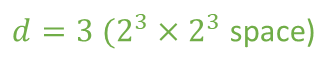 d = 3 (2³ × 2³ space)